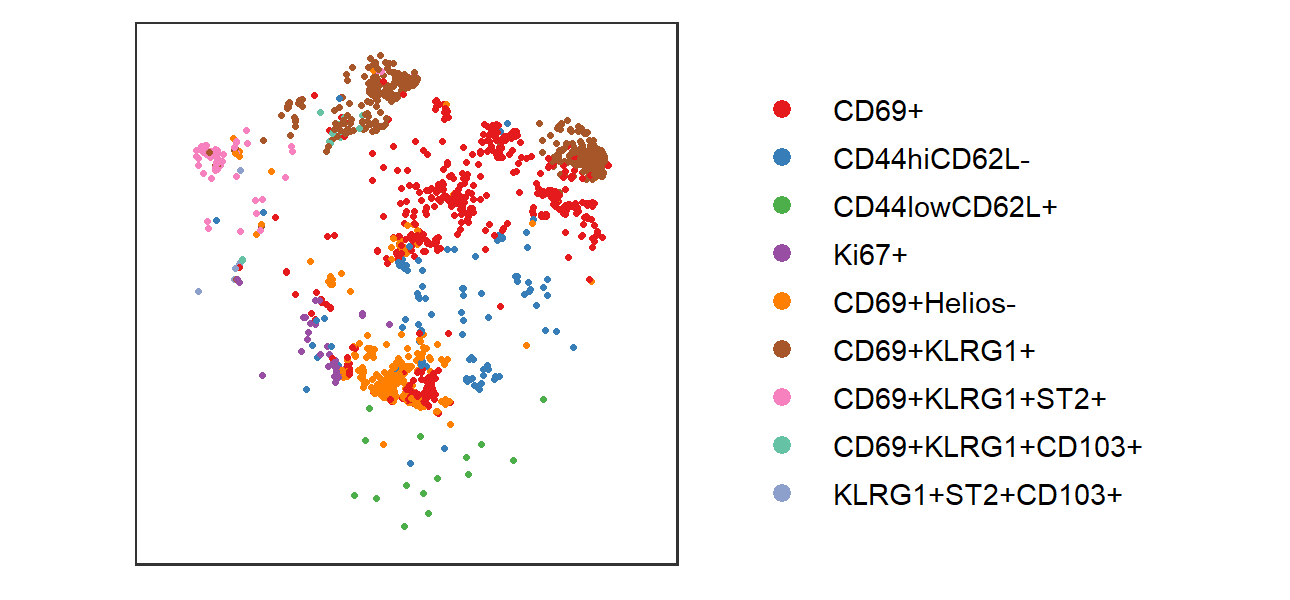 CD69+
CD44hiCD62L-
CD44lowCD62L+
Ki67+
CD69+Helios-
CD69+KLRG1+
CD69+KLRG1+ST2+
CD69+KLRG1+CD103+
KLRG1+ST2+CD103+